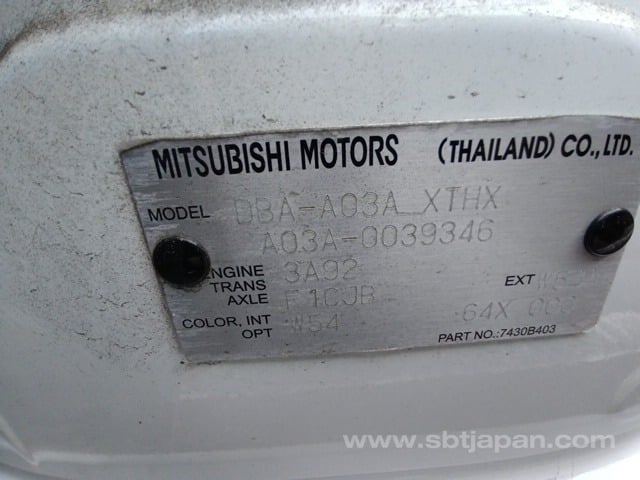 MITSUBISHI MOTORS (THAILAND) CO., LTD.
MODEL DBA-A03A XTHX
A03A-0039346
ENGINE 3A92
TRANS AXLE F1CJB EXT
COLOR, INT OPT W54 64X
PART NO.:7430B403
www.sbtjapan.com